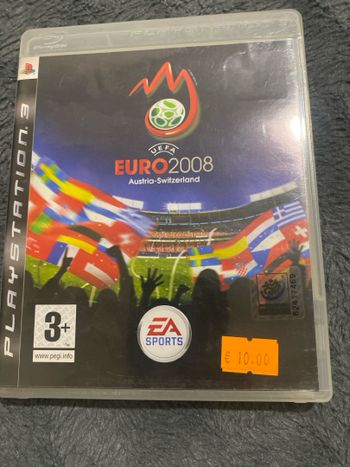 PLAYSTATION 3
UEFA
EURO2008
Austria-Switzerland
3+
www.pegi.info
EA
SPORTS
€ 10.00